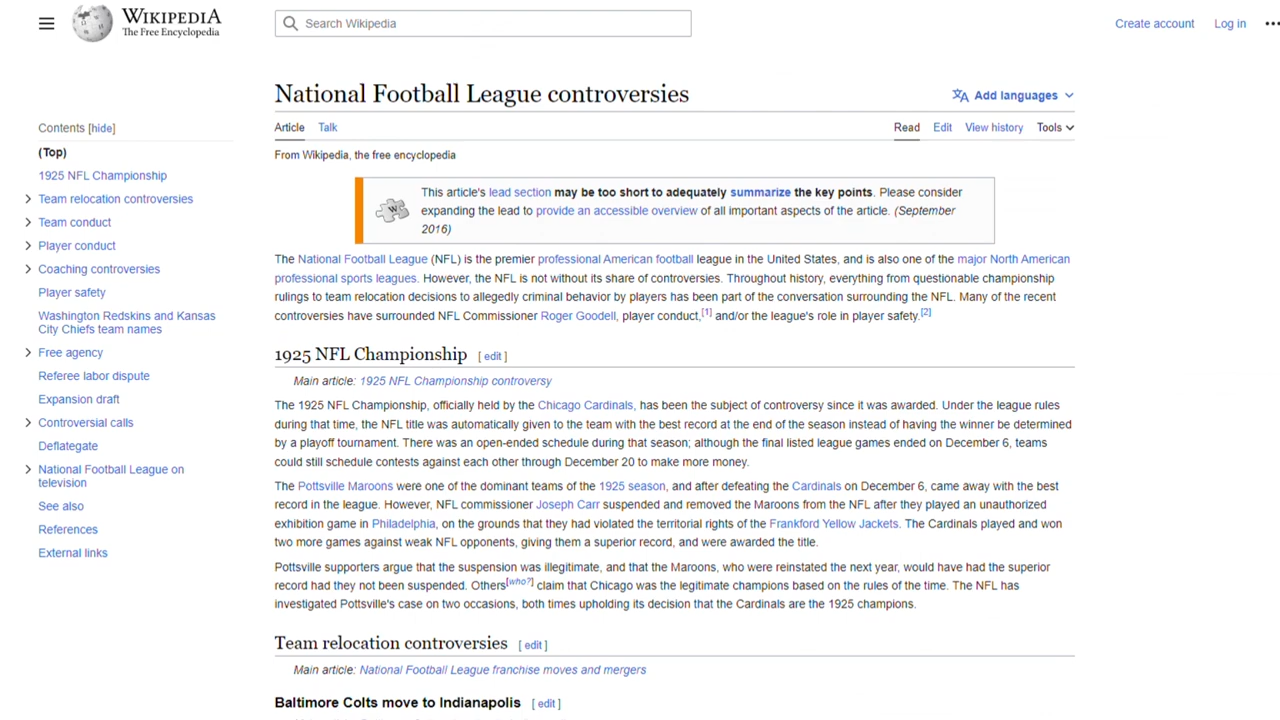 WIKIPEDIA
The Free Encyclopedia
Search Wikipedia
Create account
Log in
National Football League controversies
Add languages
Contents [hide]
(Top)
1925 NFL Championship
Team relocation controversies
Team conduct
Player conduct
Coaching controversies
Player safety
Washington Redskins and Kansas
City Chiefs team names
Free agency
Referee labor dispute
Expansion draft
Controversial calls
Deflategate
National Football League on
television
See also
References
External links
Article Talk
Read Edit View history Tools
From Wikipedia, the free encyclopedia
This article's lead section may be too short to adequately summarize the key points. Please consider
expanding the lead to provide an accessible overview of all important aspects of the article. (September
2016)
The National Football League (NFL) is the premier professional American football league in the United States, and is also one of the major North American
professional sports leagues. However, the NFL is not without its share of controversies. Throughout history, everything from questionable championship
rulings to team relocation decisions to allegedly criminal behavior by players has been part of the conversation surrounding the NFL. Many of the recent
controversies have surrounded NFL Commissioner Roger Goodell, player conduct,[1] and/or the league's role in player safety.[2]
1925 NFL Championship [ edit ]
Main article: 1925 NFL Championship controversy
The 1925 NFL Championship, officially held by the Chicago Cardinals, has been the subject of controversy since it was awarded. Under the league rules
during that time, the NFL title was automatically given to the team with the best record at the end of the season instead of having the winner be determined
by a playoff tournament. There was an open-ended schedule during that season; although the final listed league games ended on December 6, teams
could still schedule contests against each other through December 20 to make more money.
The Pottsville Maroons were one of the dominant teams of the 1925 season, and after defeating the Cardinals on December 6, came away with the best
record in the league. However, NFL commissioner Joseph Carr suspended and removed the Maroons from the NFL after they played an unauthorized
exhibition game in Philadelphia, on the grounds that they had violated the territorial rights of the Frankford Yellow Jackets. The Cardinals played and won
two more games against weak NFL opponents, giving them a superior record, and were awarded the title.
Pottsville supporters argue that the suspension was illegitimate, and that the Maroons, who were reinstated the next year, would have had the superior
record had they not been suspended. Others[who?] claim that Chicago was the legitimate champions based on the rules of the time. The NFL has
investigated Pottsville's case on two occasions, both times upholding its decision that the Cardinals are the 1925 champions.
Team relocation controversies [ edit ]
Main article: National Football League franchise moves and mergers
Baltimore Colts move to Indianapolis [ edit ]